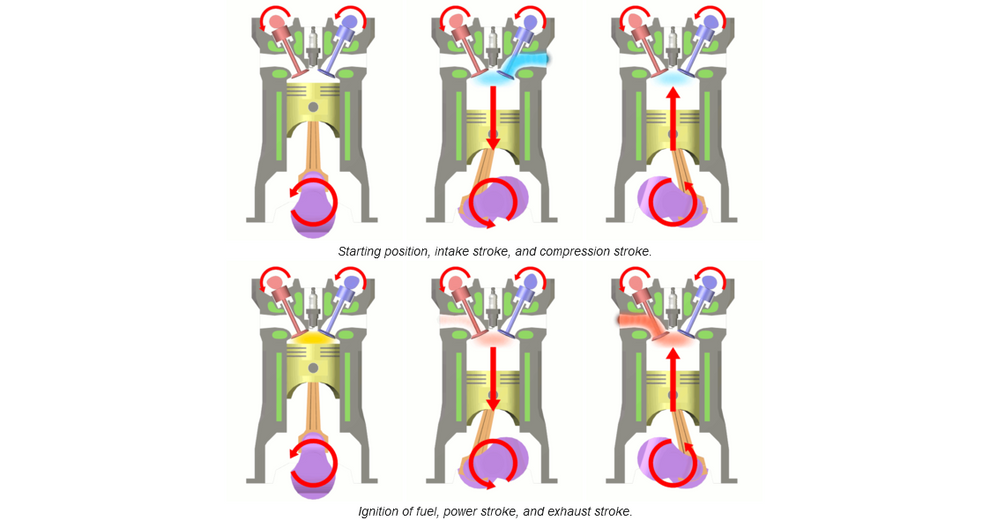 Starting position, intake stroke, and compression stroke.
Ignition of fuel, power stroke, and exhaust stroke.